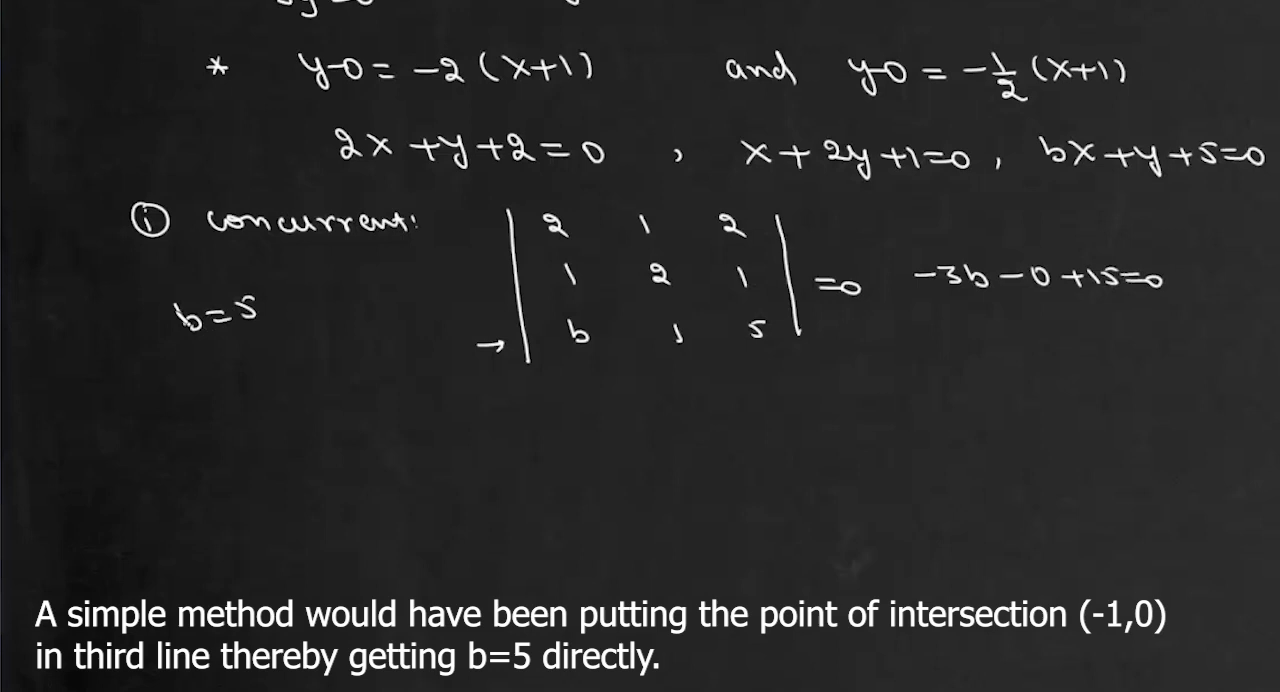 * y-0 = -2 (x+1) and y-0 = -1/2 (x+1)
2x + y + 2 = 0 , x + 2y + 1 = 0 , bx + y + 5 = 0
(i) concurrent:
| 2 1 2 |
| 1 2 1 | = 0 -3b - 0 + 15 = 0
b = 5
→ | b 1 5 |
A simple method would have been putting the point of intersection (-1,0)
in third line thereby getting b=5 directly.